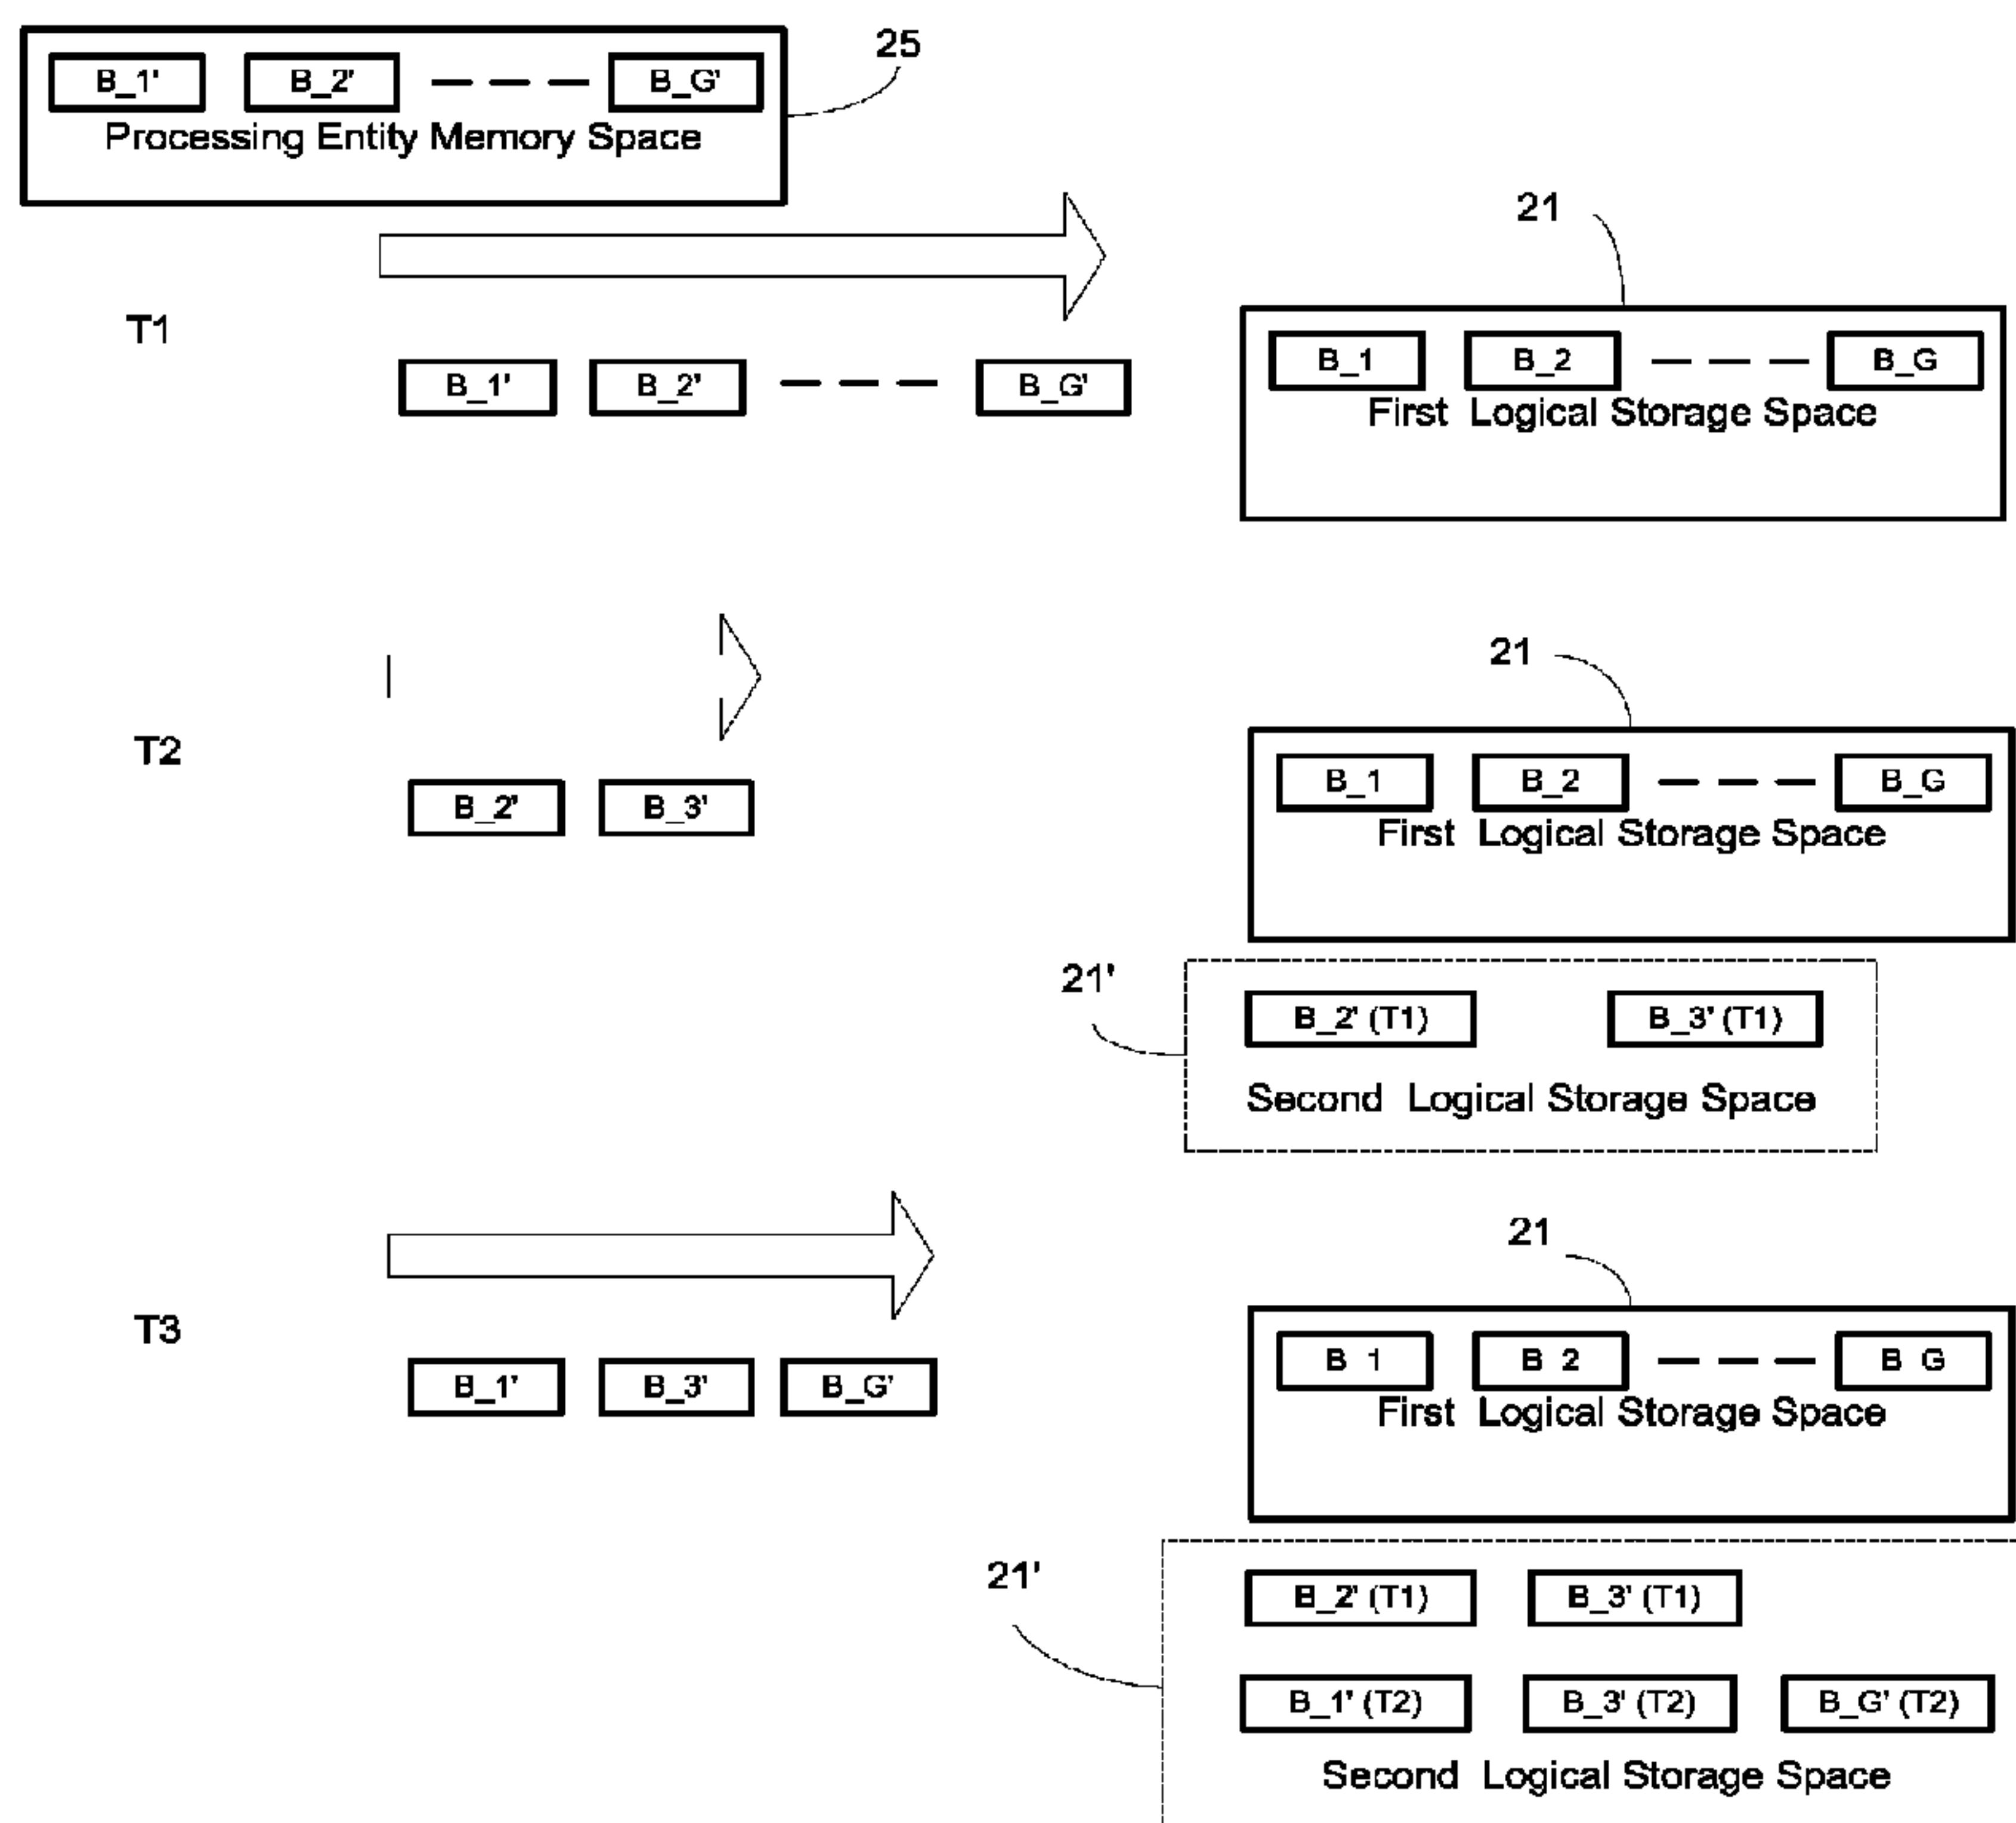 25
B_1' B_2' B_G'
Processing Entity Memory Space
21
T1
B_1 B_2 B_G
B_1' B_2' B_G'
First Logical Storage Space
21
T2
B_1 B_2 B_G
B_2' B_3'
First Logical Storage Space
21'
B_2' (T1) B_3' (T1)
Second Logical Storage Space
21
T3
B 1 B 2 B G
B_1' B_3' B_G'
First Logical Storage Space
21'
B_2' (T1) B_3' (T1)
B_1' (T2) B_3' (T2) B_G' (T2)
Second Logical Storage Space